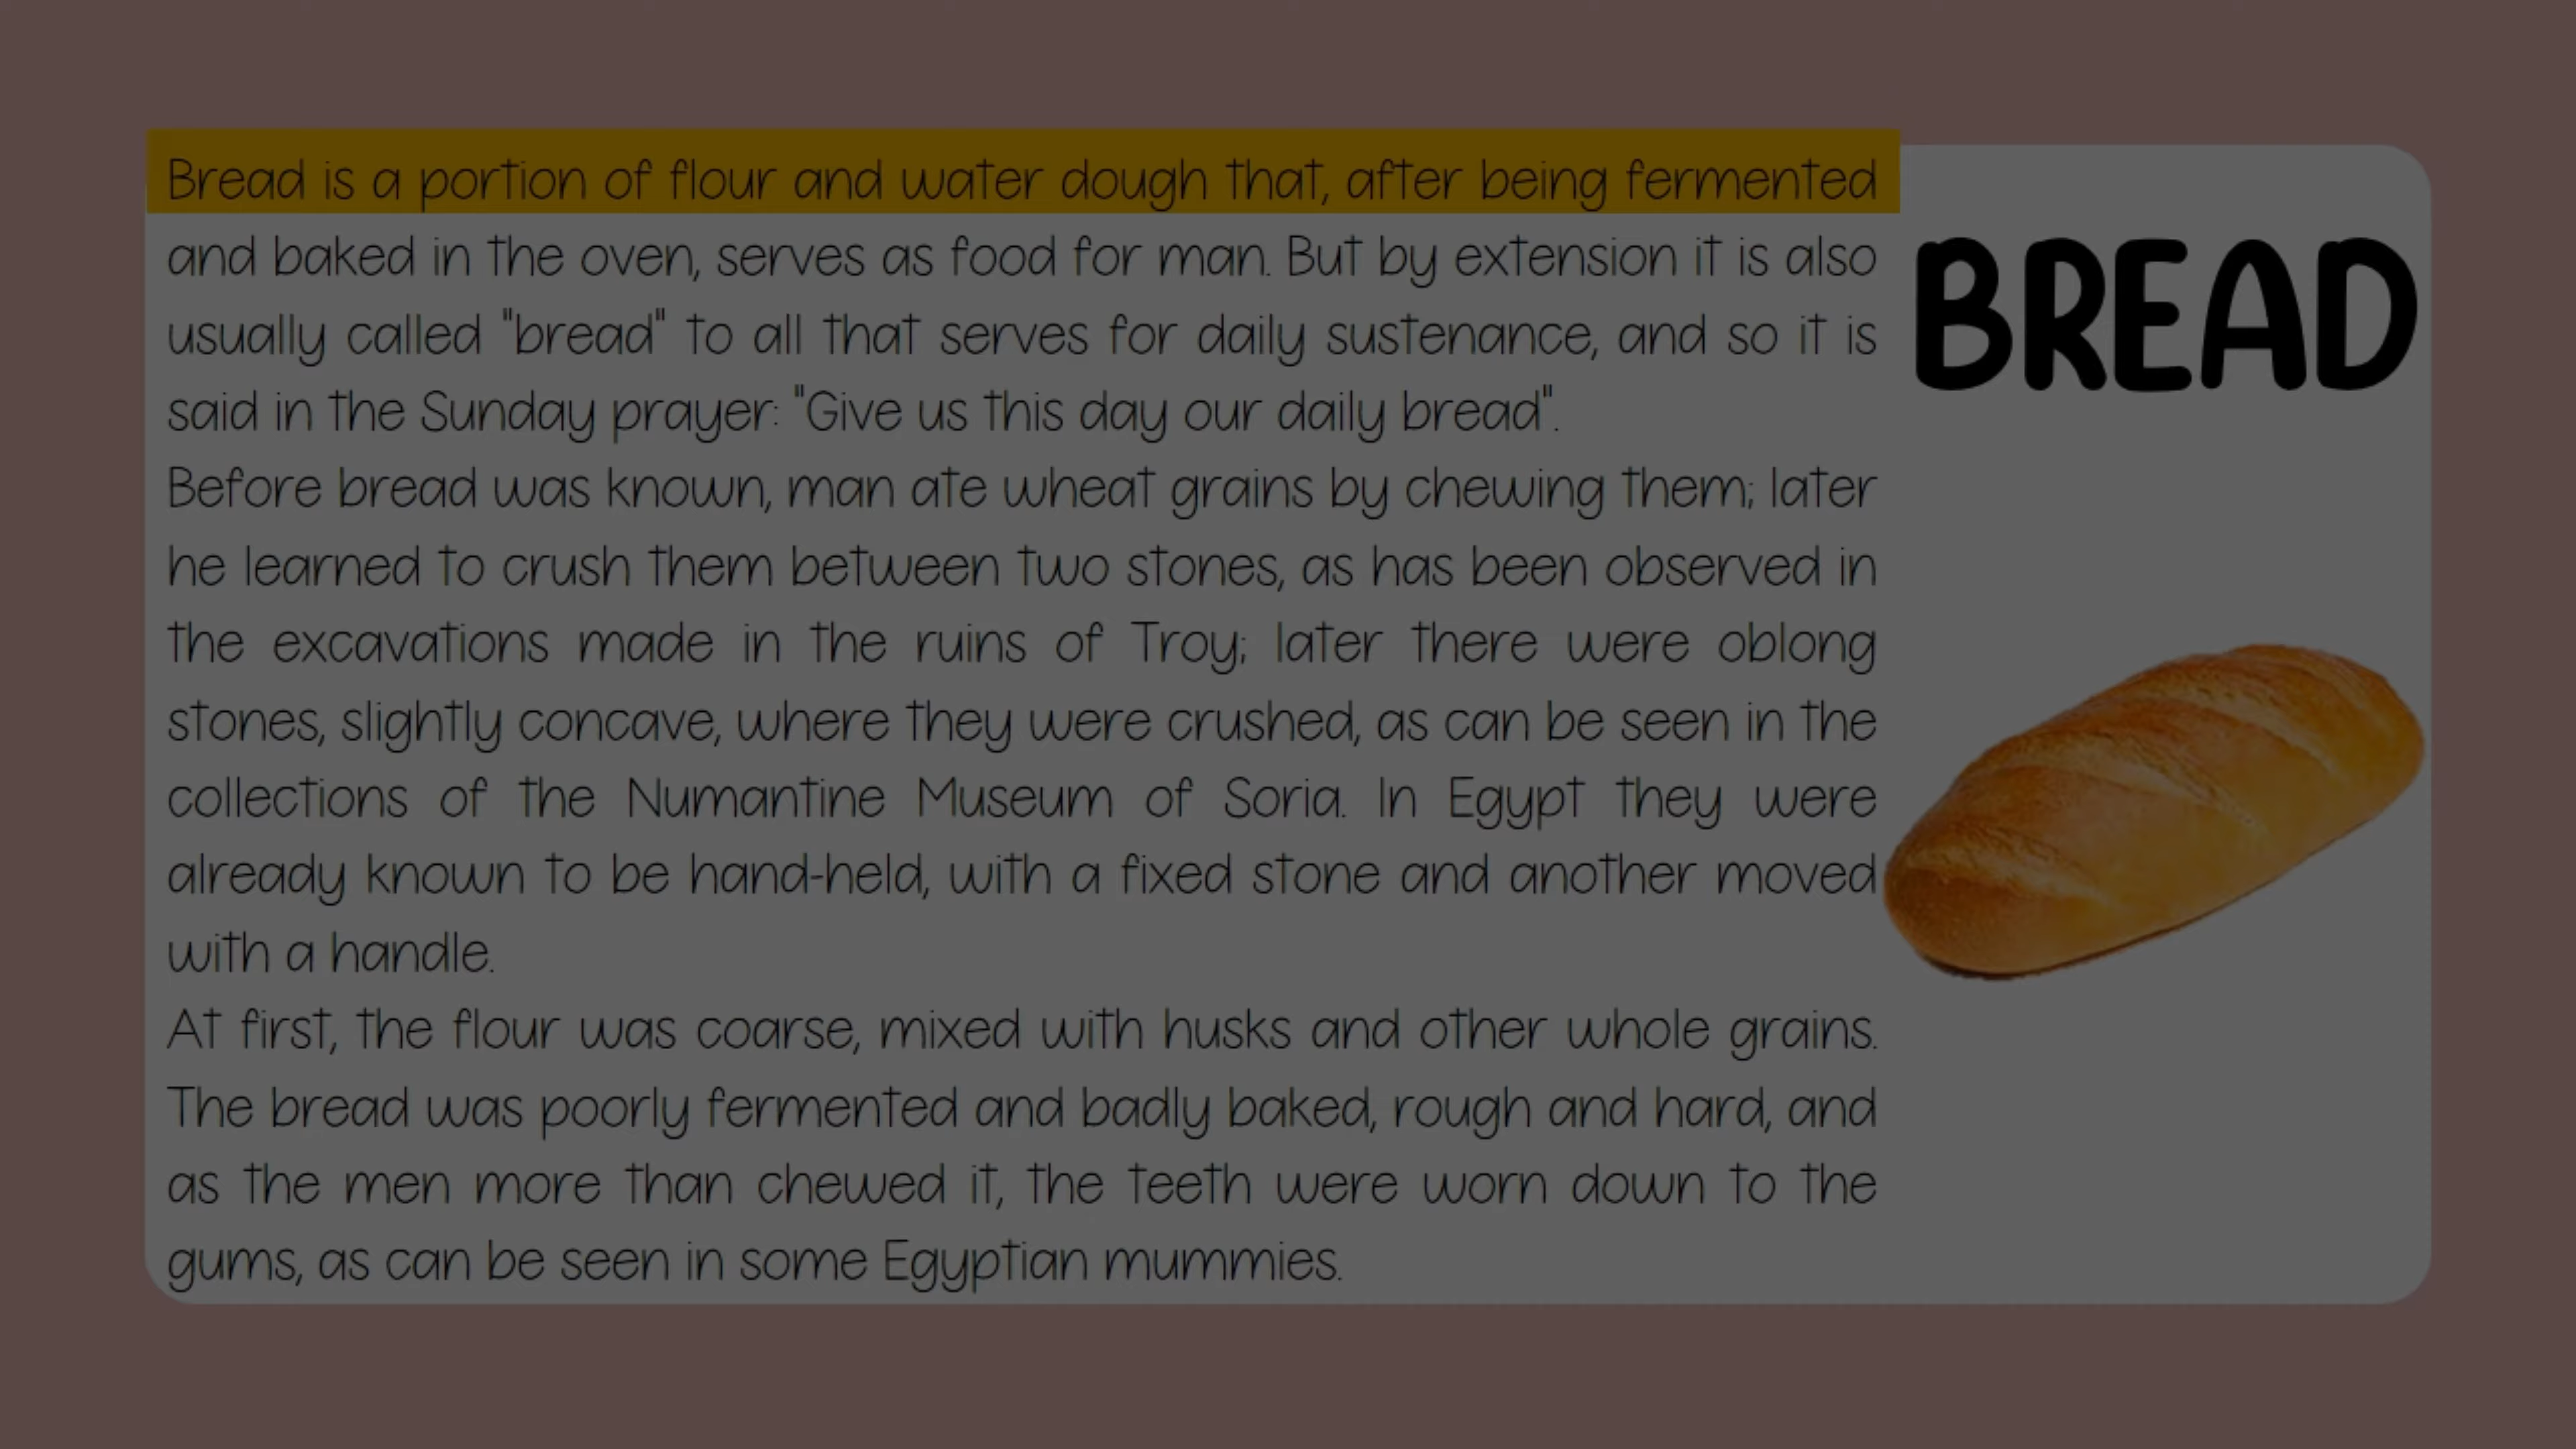 Bread is a portion of flour and water dough that, after being fermented
and baked in the oven, serves as food for man. But by extension it is also
usually called "bread" to all that serves for daily sustenance, and so it is
said in the Sunday prayer: "Give us this day our daily bread".
Before bread was known, man ate wheat grains by chewing them; later
he learned to crush them between two stones, as has been observed in
the excavations made in the ruins of Troy; later there were oblong
stones, slightly concave, where they were crushed, as can be seen in the
collections of the Numantine Museum of Soria. In Egypt they were
already known to be hand-held, with a fixed stone and another moved
with a handle.
At first, the flour was coarse, mixed with husks and other whole grains.
The bread was poorly fermented and badly baked, rough and hard, and
as the men more than chewed it, the teeth were worn down to the
gums, as can be seen in some Egyptian mummies.
BREAD